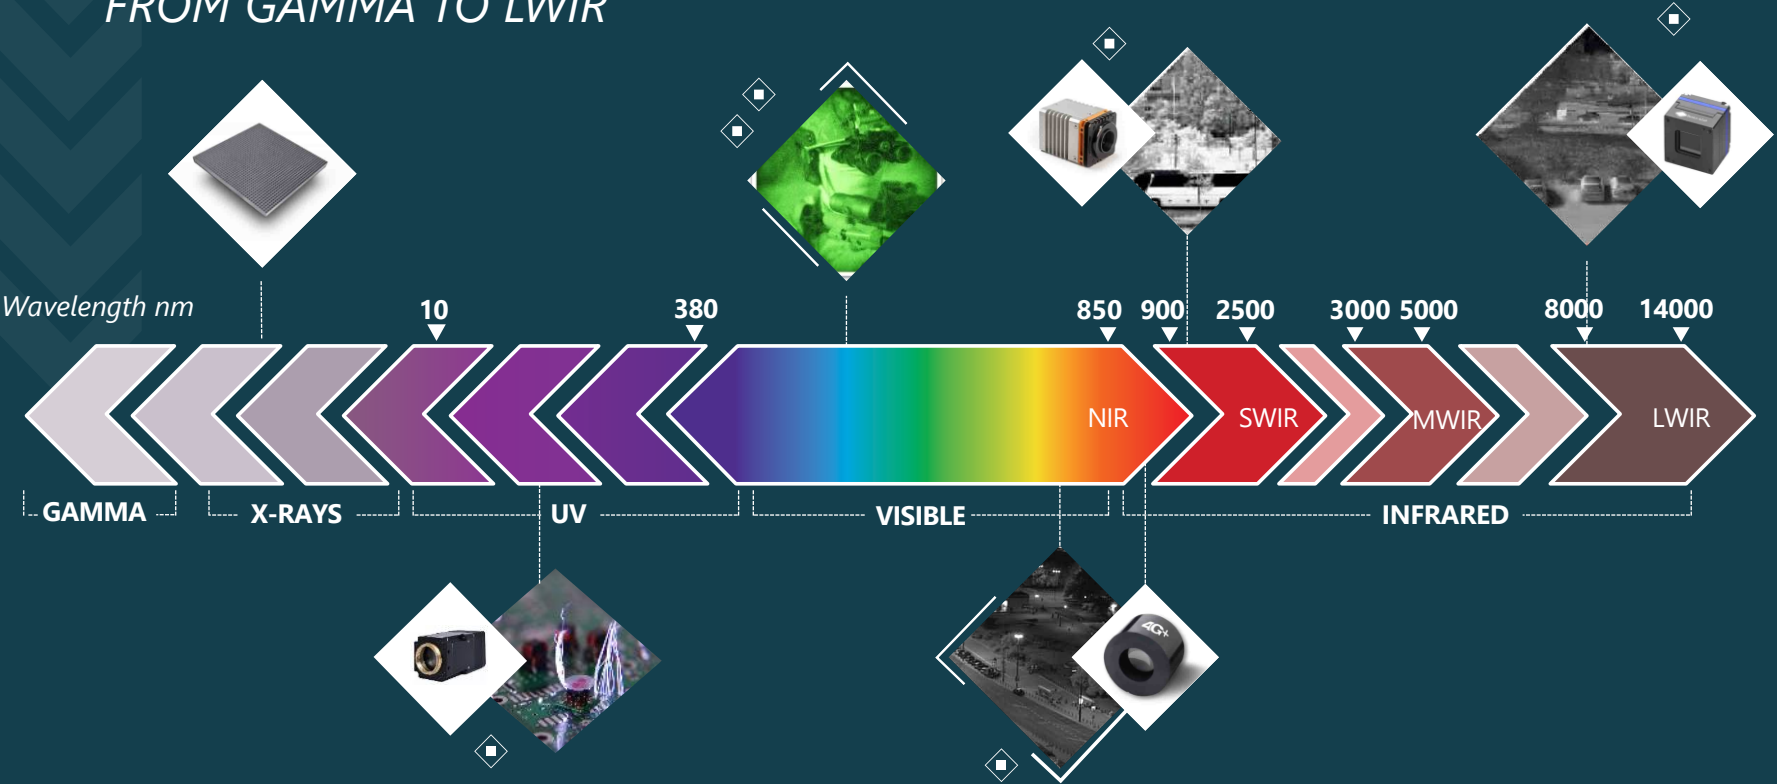 FROM GAMMA TO LWIR
Wavelength nm
10
380
850
900
2500
3000
5000
8000
14000
NIR
SWIR
MWIR
LWIR
GAMMA
X-RAYS
UV
VISIBLE
INFRARED
4G+